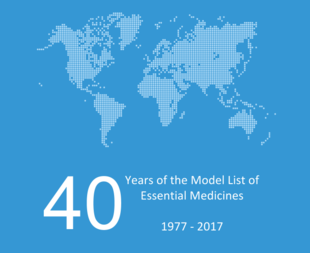 40
Years of the Model List of
Essential Medicines
1977 - 2017